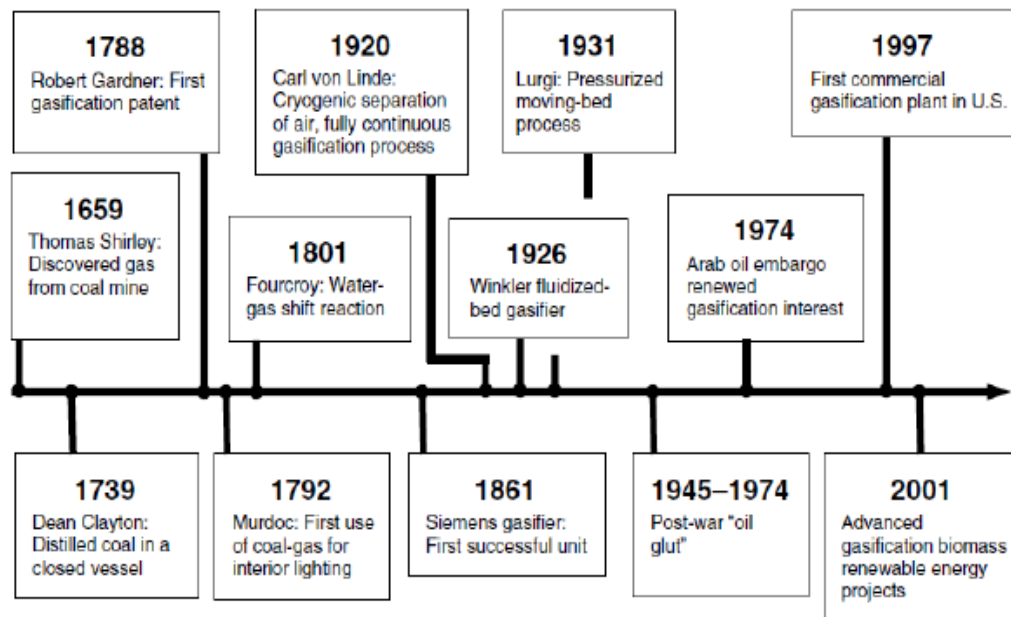 1788
Robert Gardner: First
gasification patent
1920
Carl von Linde:
Cryogenic separation
of air, fully continuous
gasification process
1931
Lurgi: Pressurized
moving-bed
process
1997
First commercial
gasification plant in U.S.
1659
Thomas Shirley:
Discovered gas
from coal mine
1801
Fourcroy: Water-
gas shift reaction
1926
Winkler fluidized-
bed gasifier
1974
Arab oil embargo
renewed
gasification interest
1739
Dean Clayton:
Distilled coal in a
closed vessel
1792
Murdoc: First use
of coal-gas for
interior lighting
1861
Siemens gasifier:
First successful unit
1945–1974
Post-war “oil
glut”
2001
Advanced
gasification biomass
renewable energy
projects